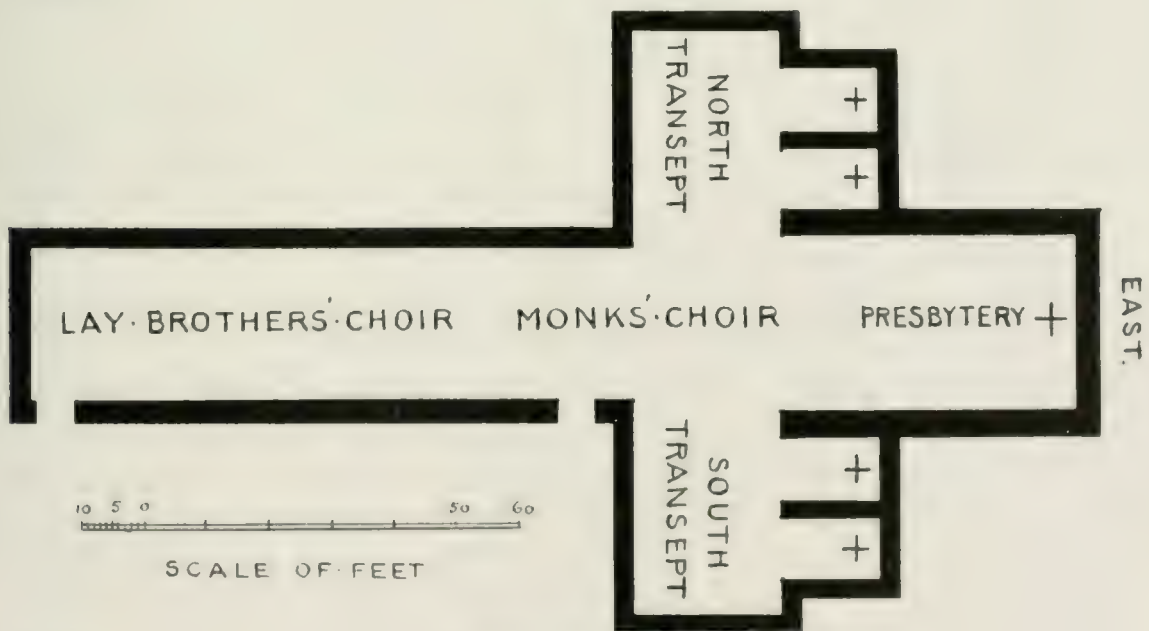 NORTH
TRANSEPT
LAY·BROTHERS'·CHOIR
MONKS'·CHOIR
PRESBYTERY
EAST.
SOUTH
TRANSEPT
10 5 0 50 60
SCALE OF·FEET